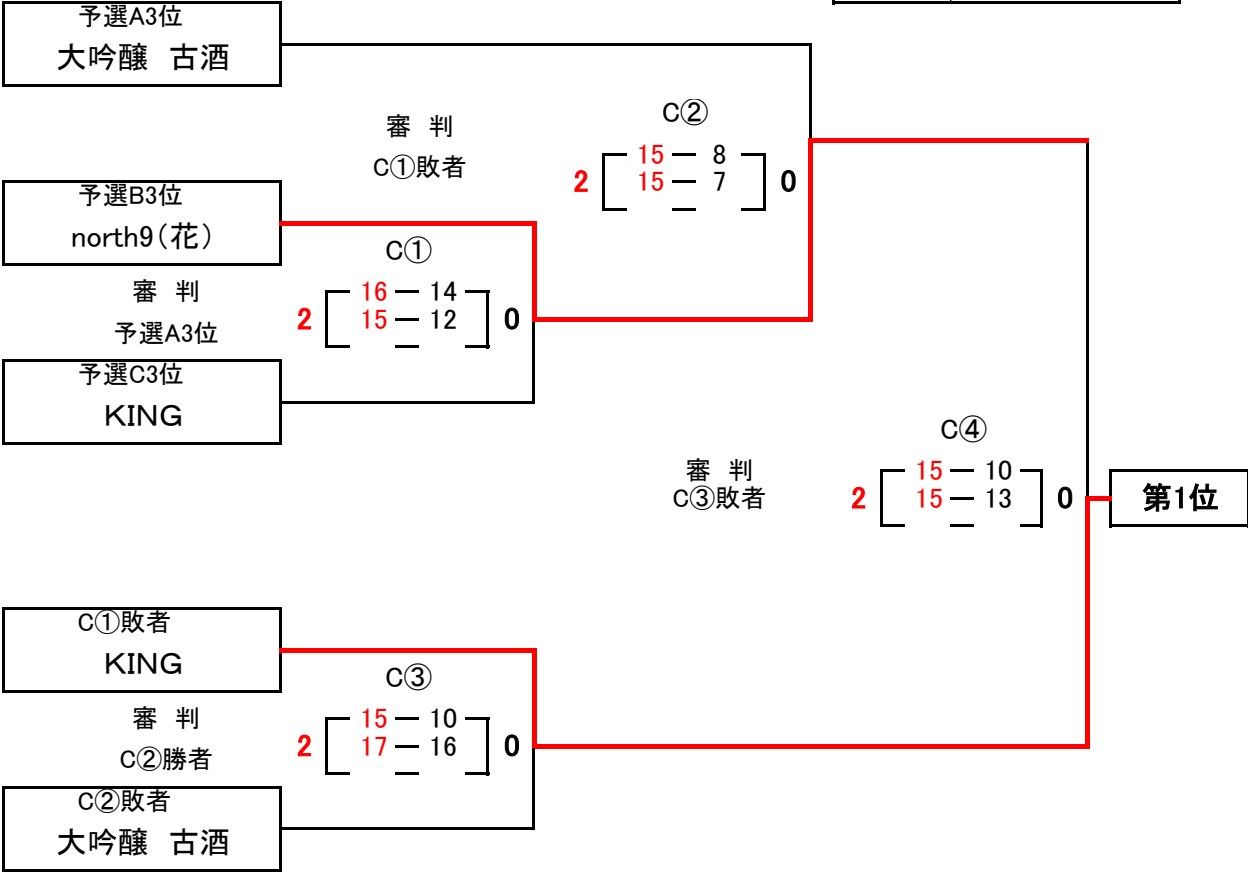 予選A3位
大吟醸　古酒
C②
審　判
C①敗者
2 15 － 8 0
15 － 7
－
予選B3位
north9（花）
C①
審　判
予選A3位
2 16 － 14 0
15 － 12
－
予選C3位
KING
C④
審　判
C③敗者
2 15 － 10 0
15 － 13
－
第1位
C①敗者
KING
C③
審　判
C②勝者
2 15 － 10 0
17 － 16
－
C②敗者
大吟醸　古酒